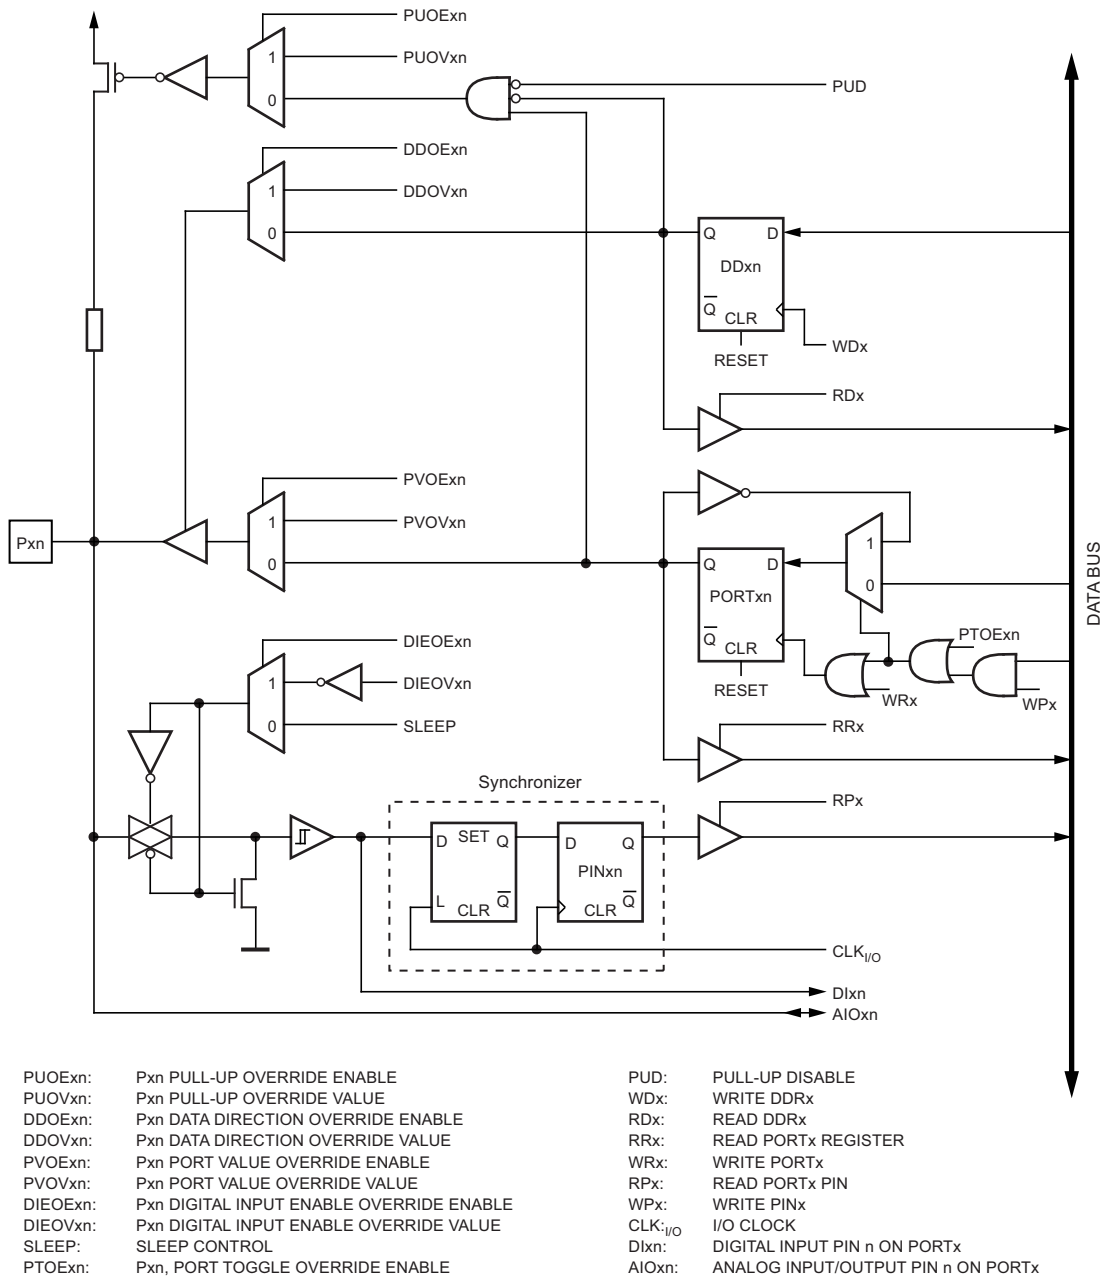 PUOExn
1
PUOVxn
0
PUD
DDOExn
1
DDOVxn
0
Q D
DDxn
Q
CLR
RESET
WDx
RDx
PVOExn
1
PVOVxn
0
Pxn
1
0
Q D
PORTxn
Q
CLR
RESET
PTOExn
WRx
WPx
DATA BUS
DIEOExn
1
DIEOVxn
0
SLEEP
RRx
Synchronizer
RPx
D SET Q
L CLR Q
D Q
PINxn
CLR Q
CLKI/O
DIxn
AIOxn
PUOExn: Pxn PULL-UP OVERRIDE ENABLE
PUOVxn: Pxn PULL-UP OVERRIDE VALUE
DDOExn: Pxn DATA DIRECTION OVERRIDE ENABLE
DDOVxn: Pxn DATA DIRECTION OVERRIDE VALUE
PVOExn: Pxn PORT VALUE OVERRIDE ENABLE
PVOVxn: Pxn PORT VALUE OVERRIDE VALUE
DIEOExn: Pxn DIGITAL INPUT ENABLE OVERRIDE ENABLE
DIEOVxn: Pxn DIGITAL INPUT ENABLE OVERRIDE VALUE
SLEEP: SLEEP CONTROL
PTOExn: Pxn, PORT TOGGLE OVERRIDE ENABLE
PUD: PULL-UP DISABLE
WDx: WRITE DDRx
RDx: READ DDRx
RRx: READ PORTx REGISTER
WRx: WRITE PORTx
RPx: READ PORTx PIN
WPx: WRITE PINx
CLK:I/O I/O CLOCK
DIxn: DIGITAL INPUT PIN n ON PORTx
AIOxn: ANALOG INPUT/OUTPUT PIN n ON PORTx